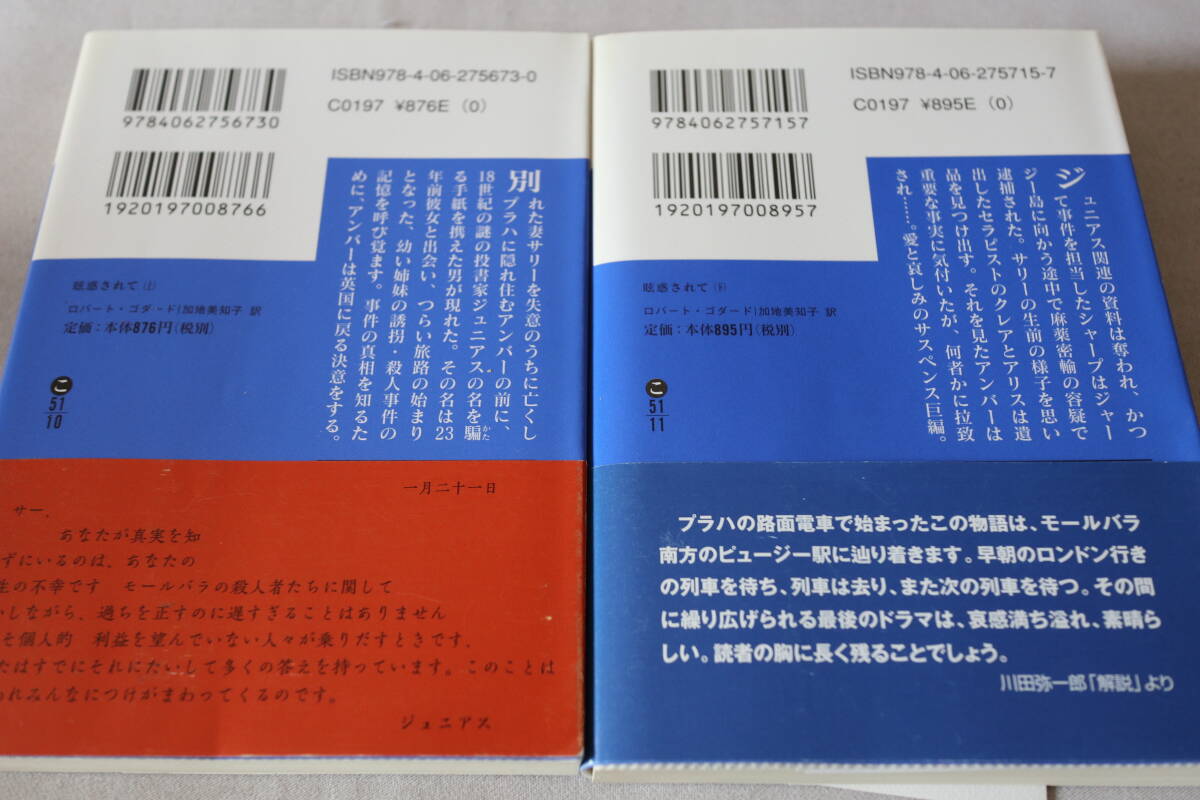 ISBN978-4-06-275673-0
C0197 ¥876E (0)
9784062756730
1920197008766
別れた妻サリーを失意のうちに亡くし
プラハに隠れ住むアンバーの前に、
18世紀の謎の投書家ジュニアスの名を騙
かた
る手紙を携えた男が現れた。その名は23
年前彼女と出会い、つらい旅路の始まり
となった、幼い姉妹の誘拐・殺人事件の
記憶を呼び覚ます。事件の真相を知るた
めに、アンバーは英国に戻る決意をする。
眩惑されて(上)
ロバート・ゴダード|加地美知子 訳
定価:本体876円(税別)
こ
51
10
一月二十一日
サー、
あなたが真実を知
ずにいるのは、あなたの
生の不幸です モールバラの殺人者たちに関して
しながら、過ちを正すのに遅すぎることはありません
そ個人的 利益を望んでいない人々が乗りだすときです、
たはすでにそれにたいして多くの答えを持っています。このことは
われみんなにつけがまわってくるのです。
ジュニアス
ISBN978-4-06-275715-7
C0197 ¥895E (0)
9784062757157
1920197008957
ジュニアス関連の資料は奪われ、かつ
て事件を担当したシャープはジャー
ジー島に向かう途中で麻薬密輸の容疑で
逮捕された。サリーの生前の様子を思い
出したセラピストのクレアとアリスは遺
品を見つけ出す。それを見たアンバーは
重要な事実に気付いたが、何者かに拉致
され……。愛と哀しみのサスペンス巨編。
眩惑されて(下)
ロバート・ゴダード|加地美知子 訳
定価:本体895円(税別)
こ
51
11
プラハの路面電車で始まったこの物語は、モールバラ
南方のピュージー駅に辿り着きます。早朝のロンドン行き
の列車を待ち、列車は去り、また次の列車を待つ。その間
に繰り広げられる最後のドラマは、哀感満ち溢れ、素晴ら
しい。読者の胸に長く残ることでしょう。
川田弥一郎「解説」より